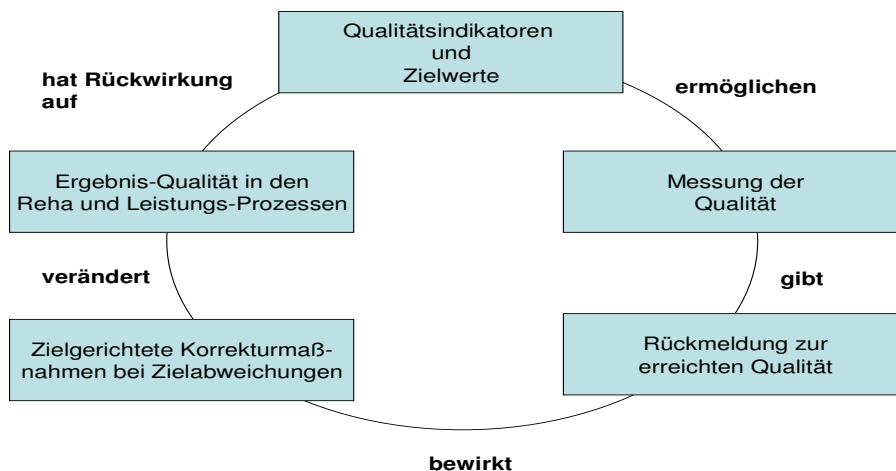 Qualitätsindikatoren
und
Zielwerte
ermöglichen
Messung der
Qualität
gibt
Rückmeldung zur
erreichten Qualität
bewirkt
Zielgerichtete Korrekturmaß-
nahmen bei Zielabweichungen
verändert
Ergebnis-Qualität in den
Reha und Leistungs-Prozessen
hat Rückwirkung
auf